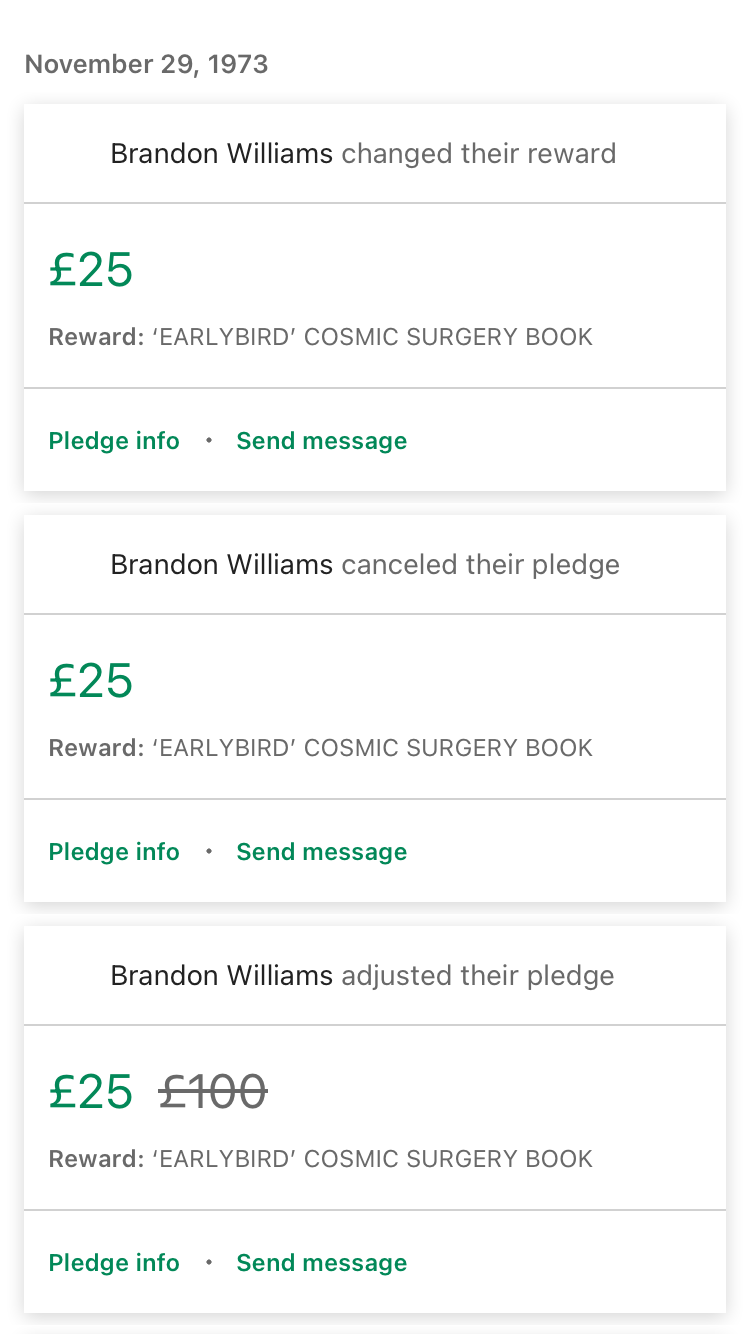 November 29, 1973
Brandon Williams changed their reward
£25
Reward: ‘EARLYBIRD’ COSMIC SURGERY BOOK
Pledge info • Send message
Brandon Williams canceled their pledge
£25
Reward: ‘EARLYBIRD’ COSMIC SURGERY BOOK
Pledge info • Send message
Brandon Williams adjusted their pledge
£25 £100
Reward: ‘EARLYBIRD’ COSMIC SURGERY BOOK
Pledge info • Send message